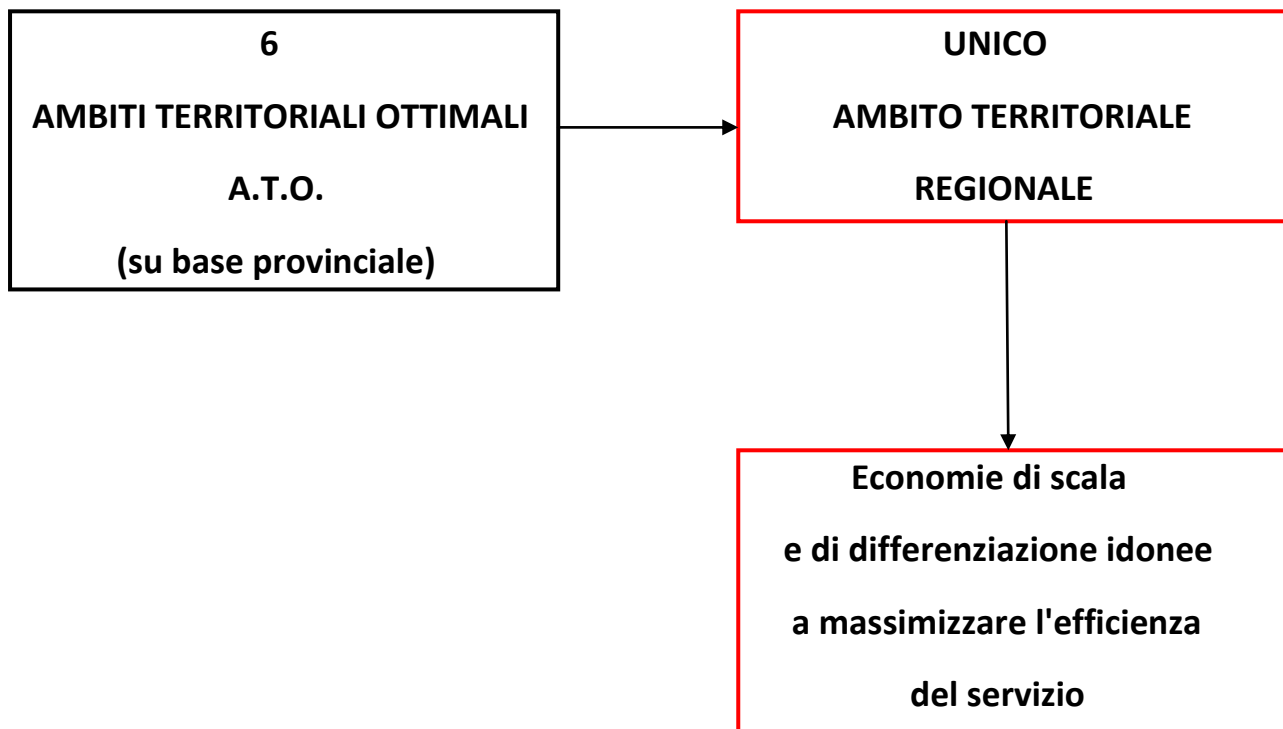 6
AMBITI TERRITORIALI OTTIMALI
A.T.O.
(su base provinciale)
UNICO
AMBITO TERRITORIALE
REGIONALE
Economie di scala
e di differenziazione idonee
a massimizzare l'efficienza
del servizio